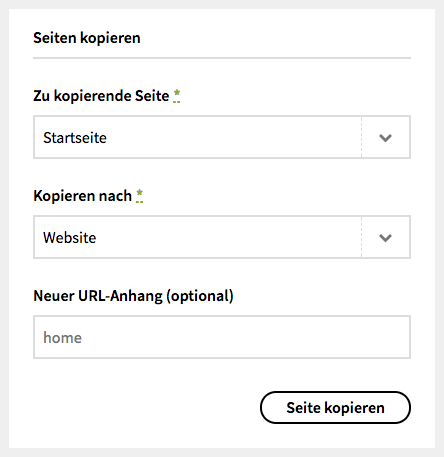 Seiten kopieren
Zu kopierende Seite *
Startseite
Kopieren nach *
Website
Neuer URL-Anhang (optional)
home
Seite kopieren